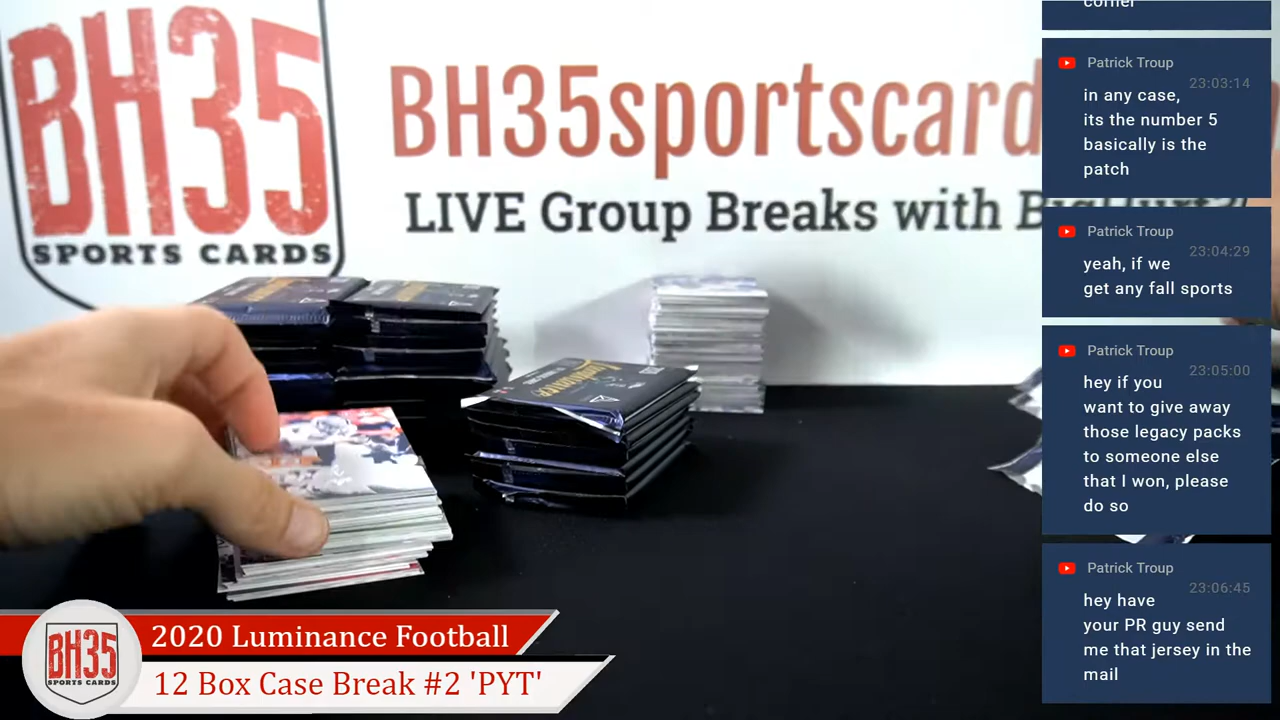 BH35
SPORTS CARDS
BH35sportscard
LIVE Group Breaks with
Luminance
corner
Patrick Troup
23:03:14
in any case,
its the number 5
basically is the
patch
Patrick Troup
23:04:29
yeah, if we
get any fall sports
Patrick Troup
23:05:00
hey if you
want to give away
those legacy packs
to someone else
that I won, please
do so
Patrick Troup
23:06:45
hey have
your PR guy send
me that jersey in the
mail
BH35
SPORTS CARDS
2020 Luminance Football
12 Box Case Break #2 'PYT'